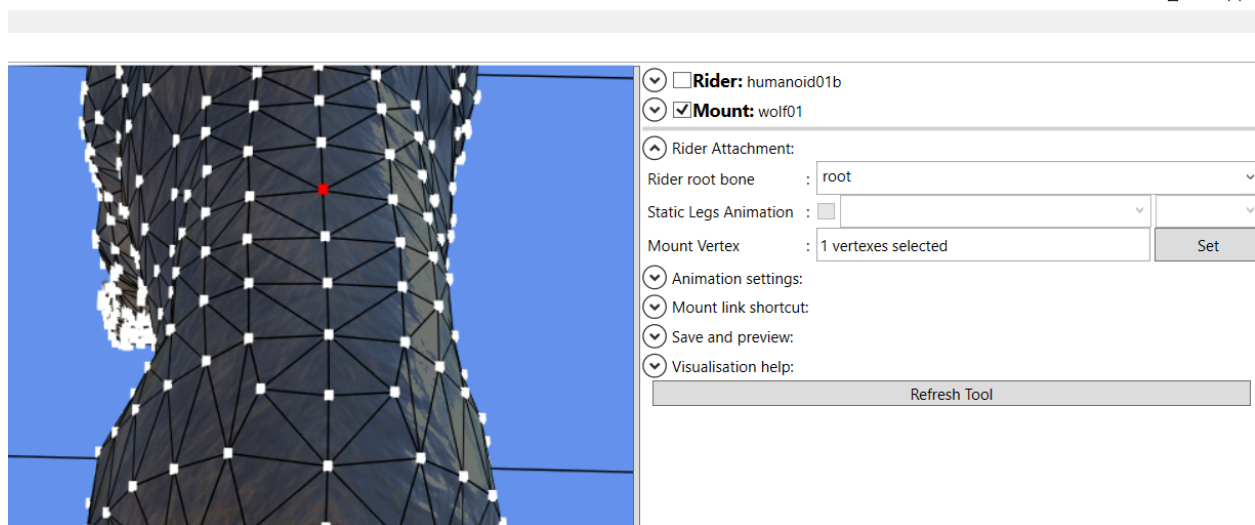 Rider: humanoid01b
Mount: wolf01
Rider Attachment:
Rider root bone : root
Static Legs Animation :
Mount Vertex : 1 vertexes selected Set
Animation settings:
Mount link shortcut:
Save and preview:
Visualisation help:
Refresh Tool